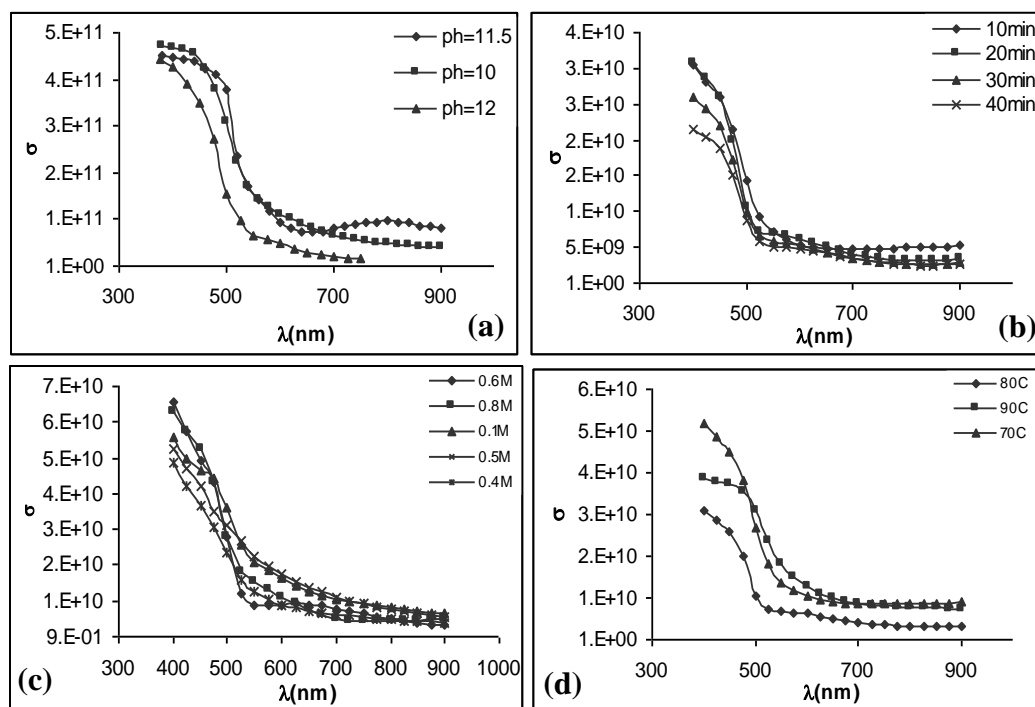 5.E+11
4.E+11
3.E+11
2.E+11
1.E+11
1.E+00
σ
300 500 700 900
λ(nm)
ph=11.5
ph=10
ph=12
(a)
4.E+10
3.E+10
3.E+10
2.E+10
2.E+10
1.E+10
5.E+09
1.E+00
σ
300 500 700 900
λ(nm)
10min
20min
30min
40min
(b)
7.E+10
6.E+10
5.E+10
4.E+10
3.E+10
2.E+10
1.E+10
9.E-01
σ
300 400 500 600 700 800 900 1000
λ(nm)
0.6M
0.8M
0.1M
0.5M
0.4M
(c)
6.E+10
5.E+10
4.E+10
3.E+10
2.E+10
1.E+10
1.E+00
σ
300 500 700 900
λ(nm)
80C
90C
70C
(d)